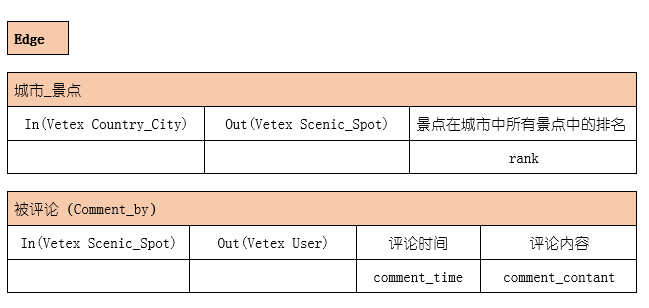 Edge
城市_景点
In(Vetex Country_City) Out(Vetex Scenic_Spot) 景点在城市中所有景点中的排名
rank
被评论 (Comment_by)
In(Vetex Scenic_Spot) Out(Vetex User) 评论时间 评论内容
comment_time comment_contant